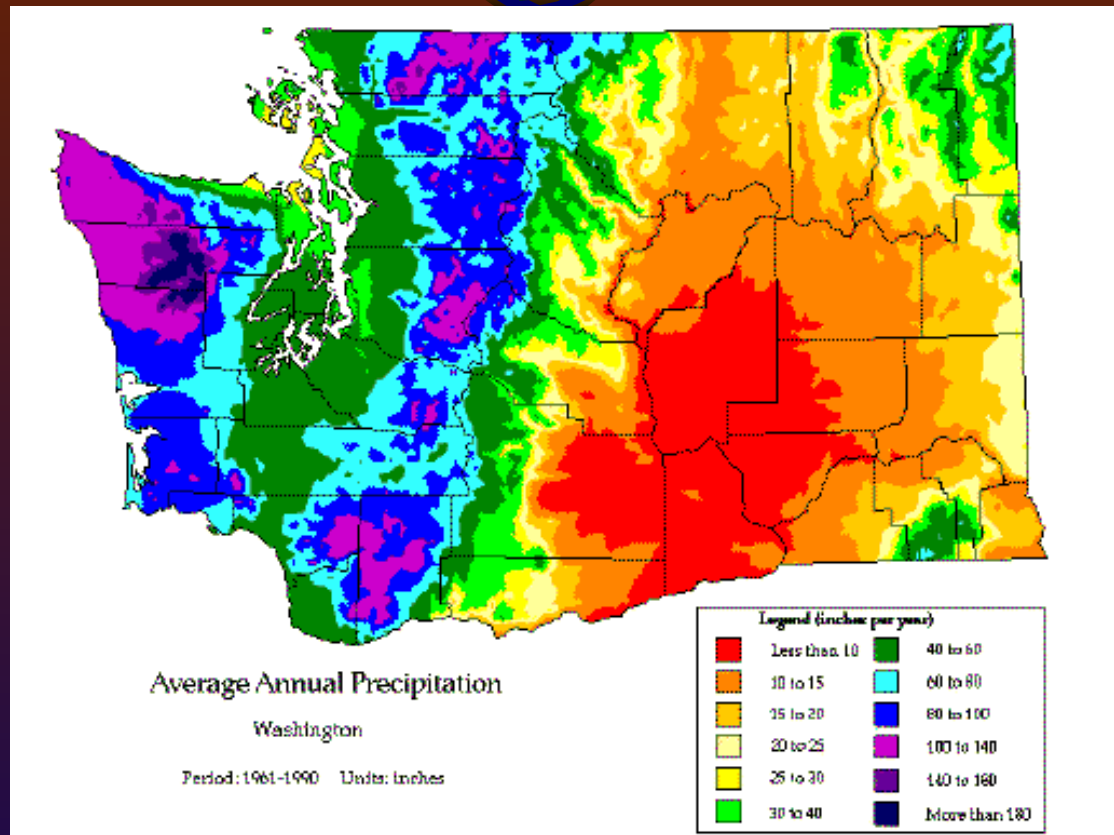 Average Annual Precipitation
Washington
Period: 1961-1990 Units: inches
Legend (inches per year)
Less than 10
10 to 15
15 to 20
20 to 25
25 to 30
30 to 40
40 to 60
60 to 80
80 to 100
100 to 140
140 to 180
More than 180